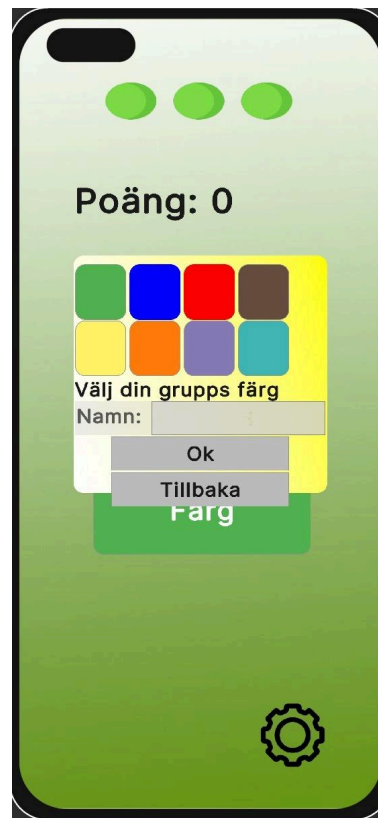 Poäng: 0
Välj din grupps färg
Namn:
Ok
Tillbaka
Färg